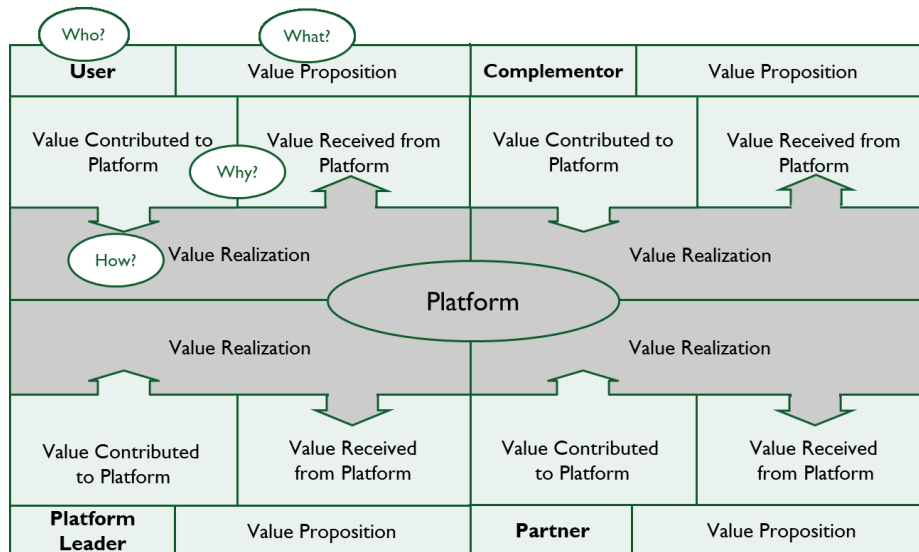 Who?
What?
User
Value Proposition
Complementor
Value Proposition
Value Contributed to
Platform
Why?
Value Received from
Platform
Value Contributed to
Platform
Value Received from
Platform
How?
Value Realization
Value Realization
Platform
Value Realization
Value Realization
Value Contributed
to Platform
Value Received
from Platform
Value Contributed
to Platform
Value Received
from Platform
Platform
Leader
Value Proposition
Partner
Value Proposition